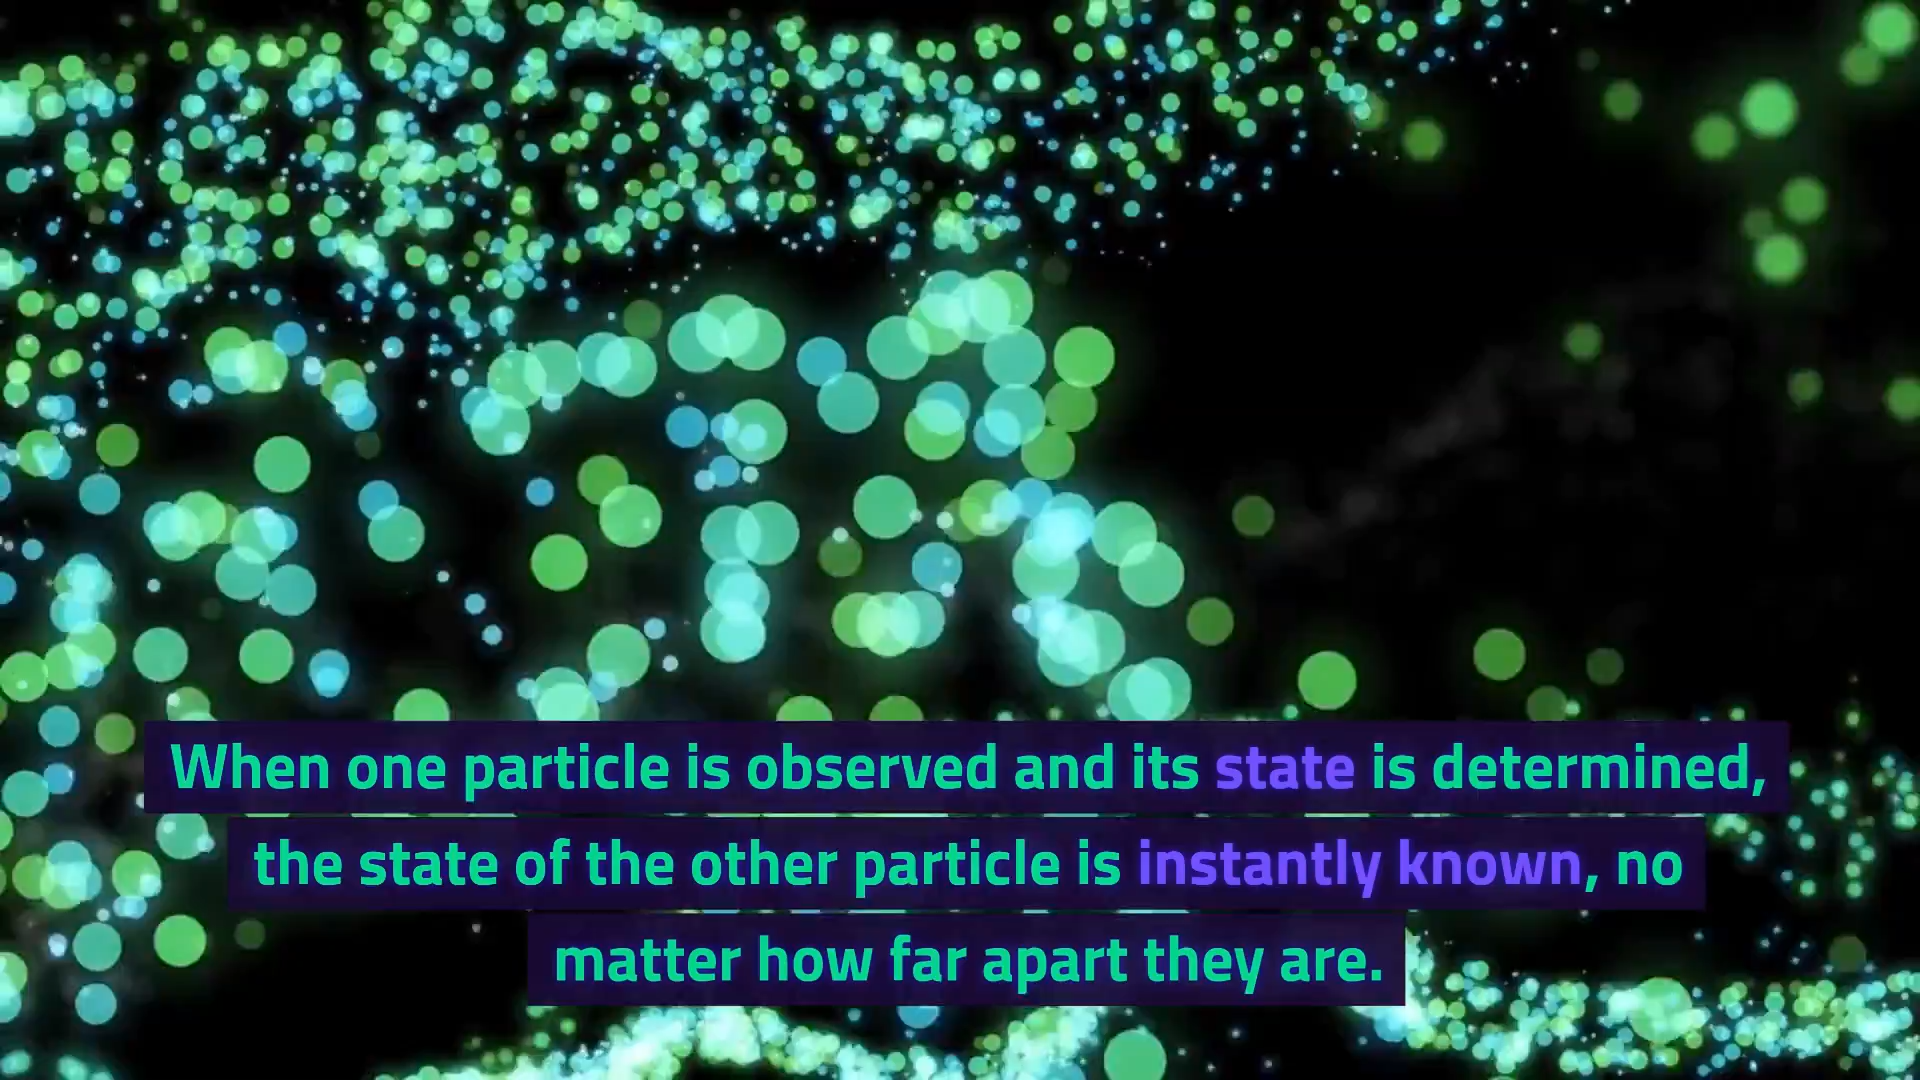 When one particle is observed and its state is determined,
the state of the other particle is instantly known, no
matter how far apart they are.